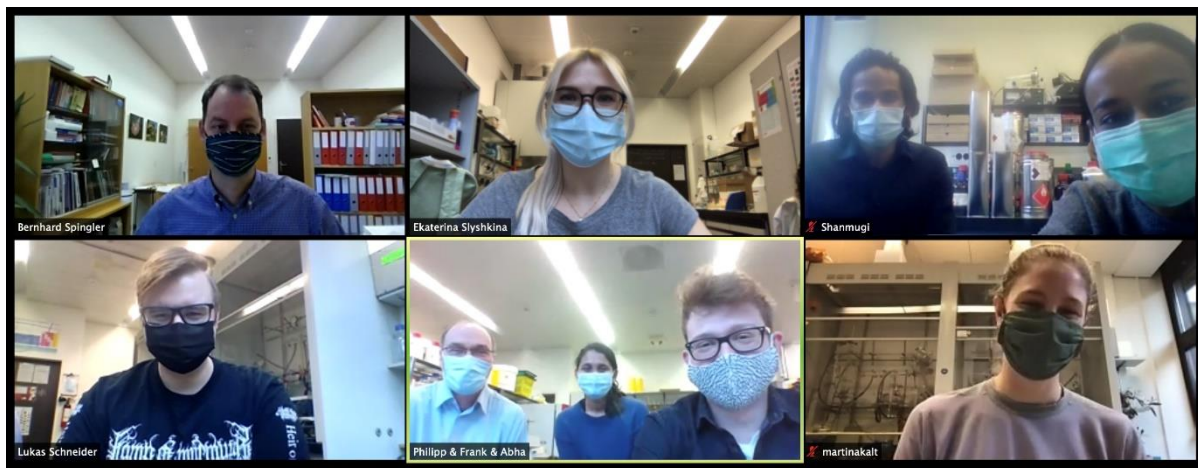 Bernhard Spingler
Ekaterina Slyshkina
Shanmugi
Lukas Schneider
Philipp & Frank & Abha
martinakalt